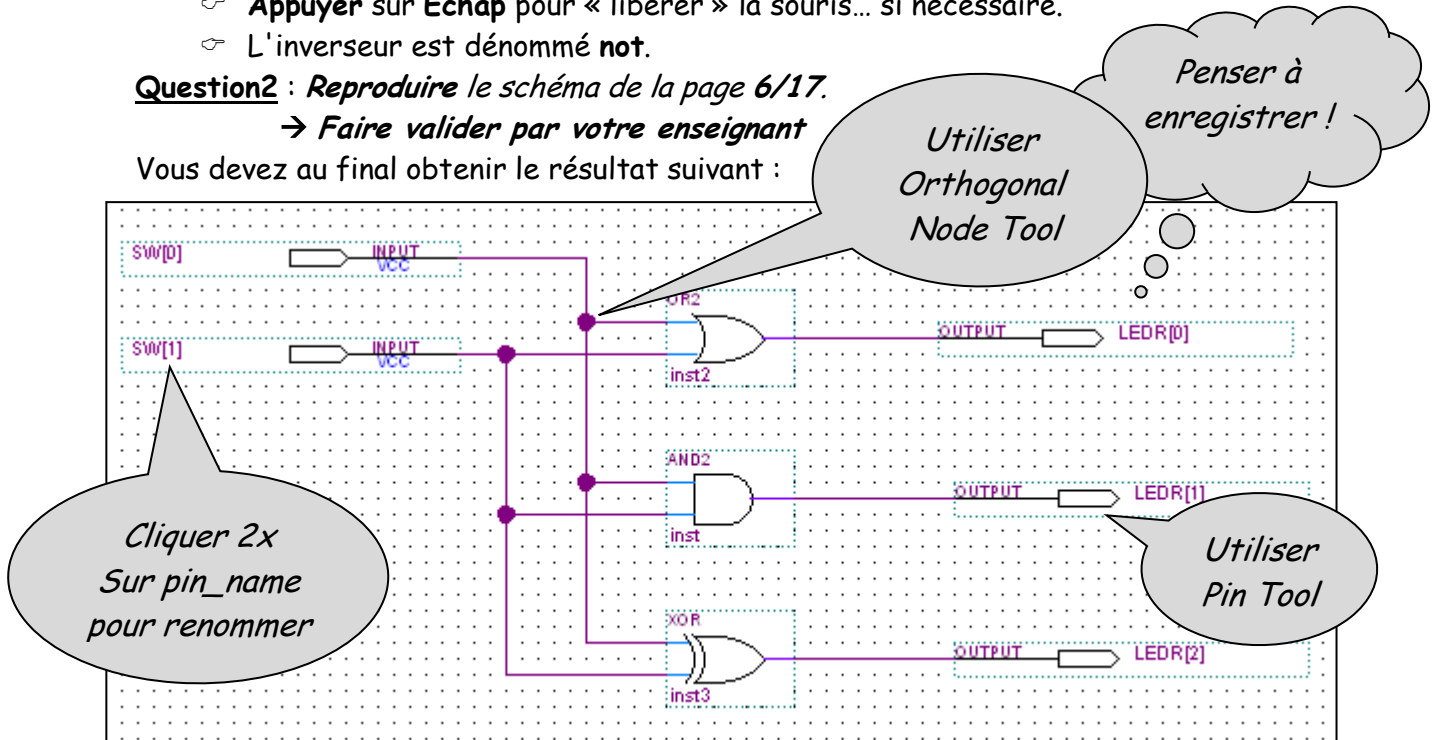 ☞ Appuyer sur Echap pour « libérer » la souris… si nécessaire.
☞ L'inverseur est dénommé not.
Question2 : Reproduire le schéma de la page 6/17.
→ Faire valider par votre enseignant
Vous devez au final obtenir le résultat suivant :
Penser à
enregistrer !
Utiliser
Orthogonal
Node Tool
SW[0]
INPUT
VCC
OR2
inst2
OUTPUT
LEDR[0]
SW[1]
INPUT
VCC
AND2
inst
OUTPUT
LEDR[1]
Cliquer 2x
Sur pin_name
pour renommer
Utiliser
Pin Tool
XOR
inst3
OUTPUT
LEDR[2]